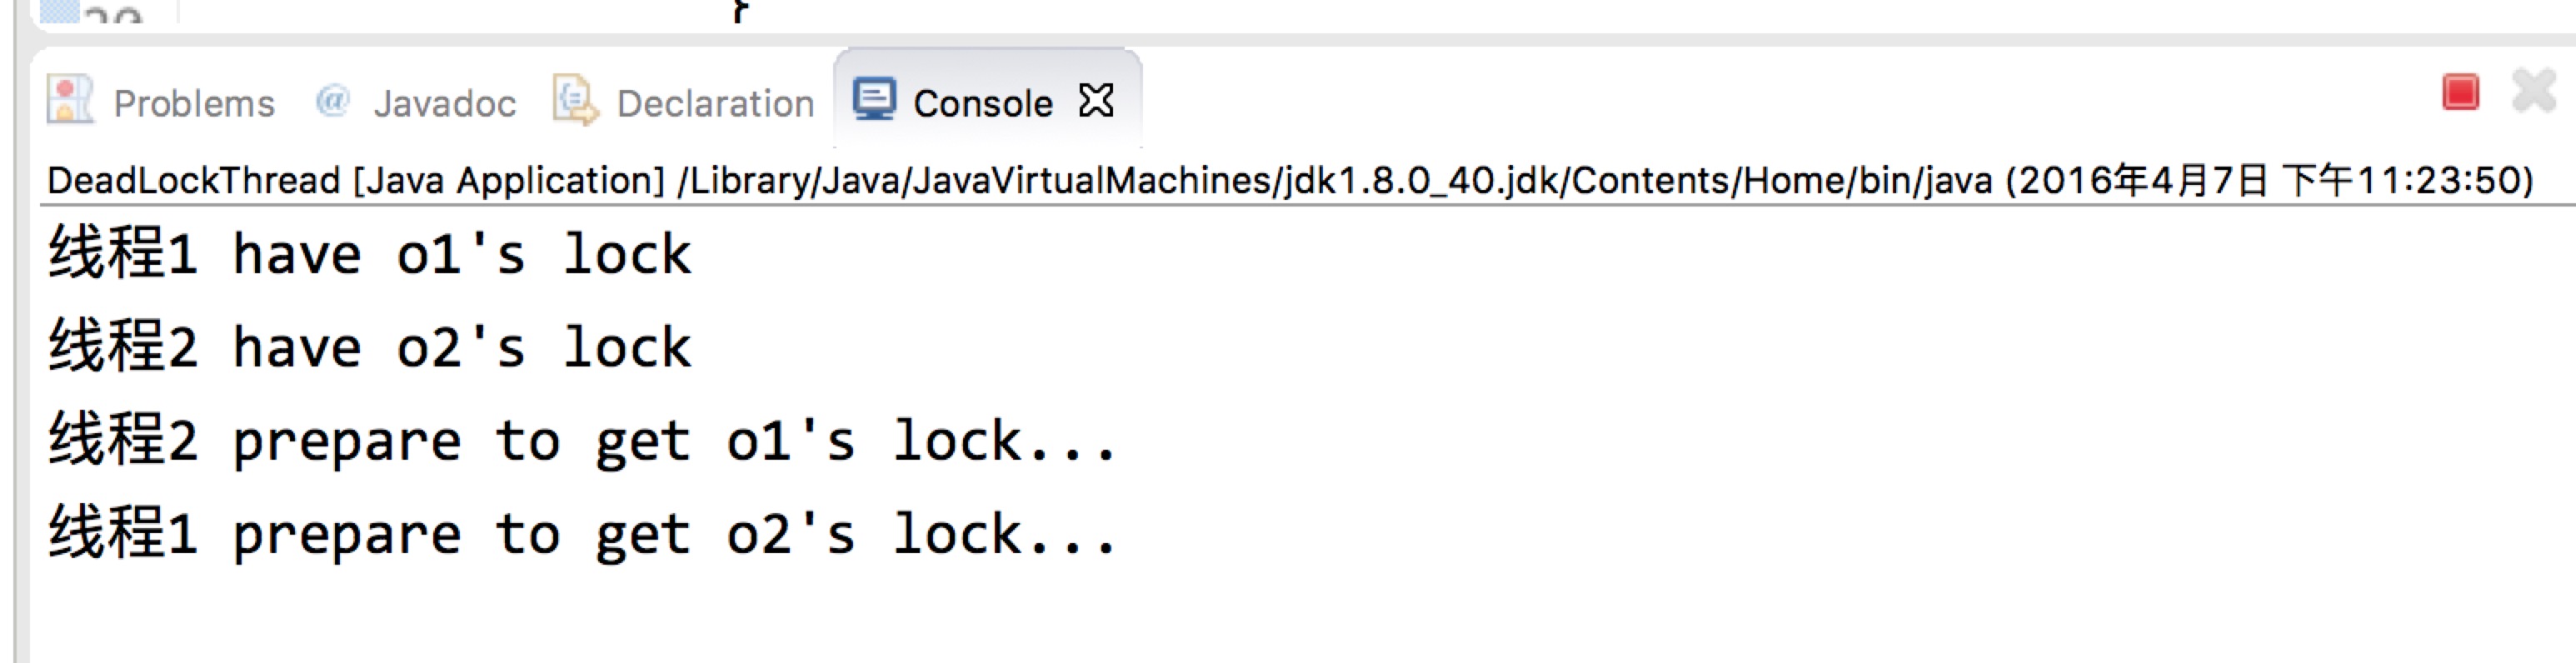 }
Problems @ Javadoc Declaration Console
DeadLockThread [Java Application] /Library/Java/JavaVirtualMachines/jdk1.8.0_40.jdk/Contents/Home/bin/java (2016年4月7日 下午11:23:50)
线程1 have o1's lock
线程2 have o2's lock
线程2 prepare to get o1's lock...
线程1 prepare to get o2's lock...